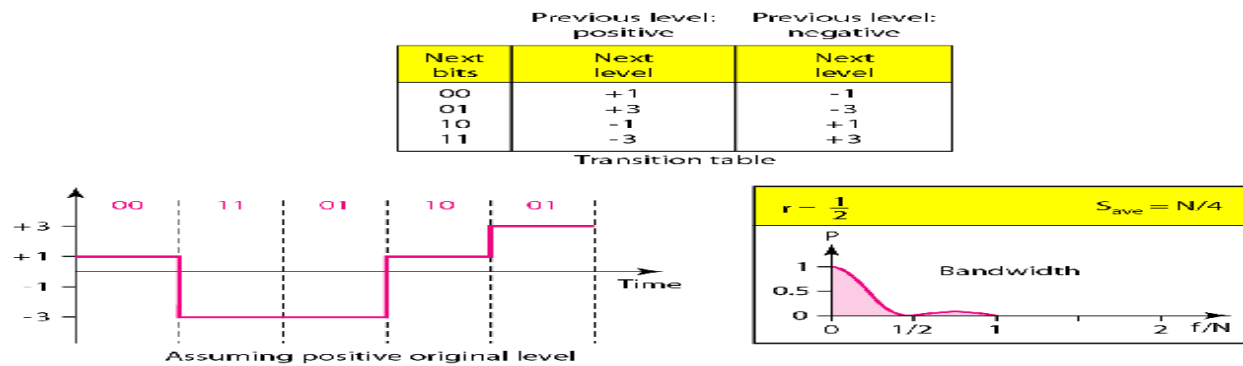 Previous level: Previous level:
positive negative
Next Next Next
bits level level
00 +1 -1
01 +3 -3
10 -1 +1
11 -3 +3
Transition table
00 11 01 10 01
+3
+1
-1
-3
Time
Assuming positive original level
r - 1/2 Save = N/4
P
1
0.5
0
Bandwidth
0 1/2 1 2 f/N